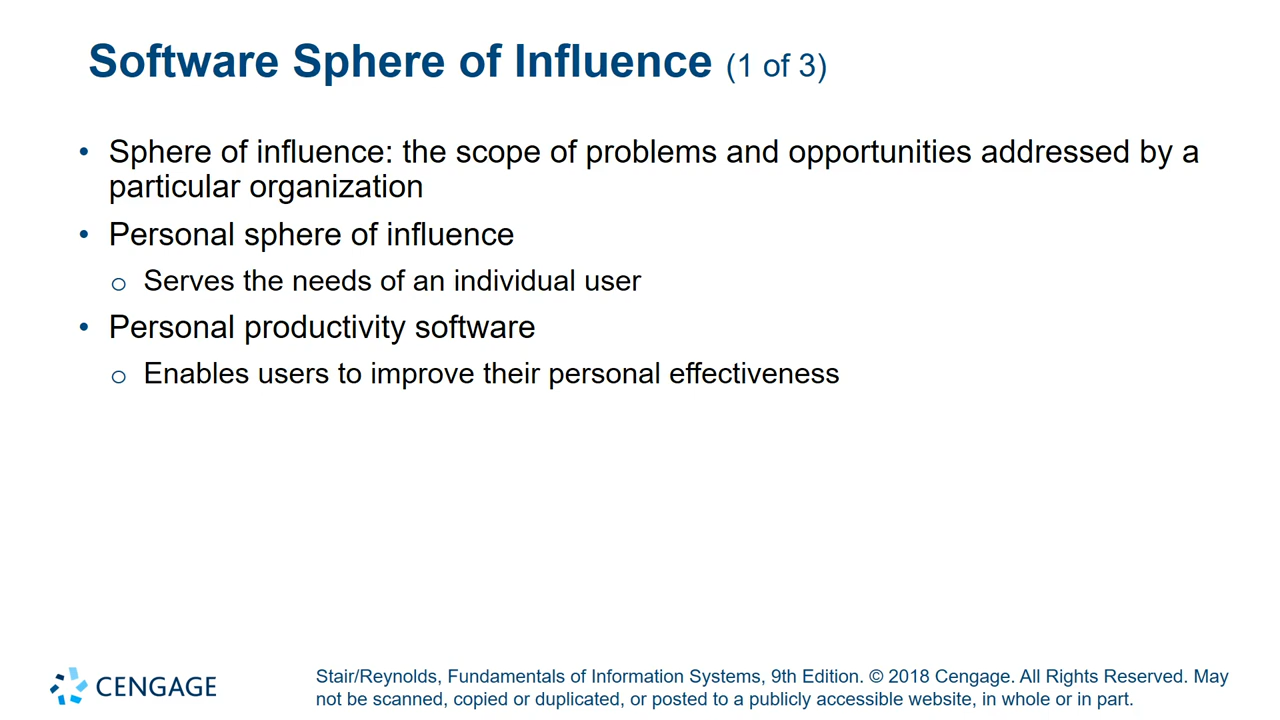 Software Sphere of Influence (1 of 3)
• Sphere of influence: the scope of problems and opportunities addressed by a
particular organization
• Personal sphere of influence
o Serves the needs of an individual user
• Personal productivity software
o Enables users to improve their personal effectiveness
CENGAGE
Stair/Reynolds, Fundamentals of Information Systems, 9th Edition. © 2018 Cengage. All Rights Reserved. May
not be scanned, copied or duplicated, or posted to a publicly accessible website, in whole or in part.